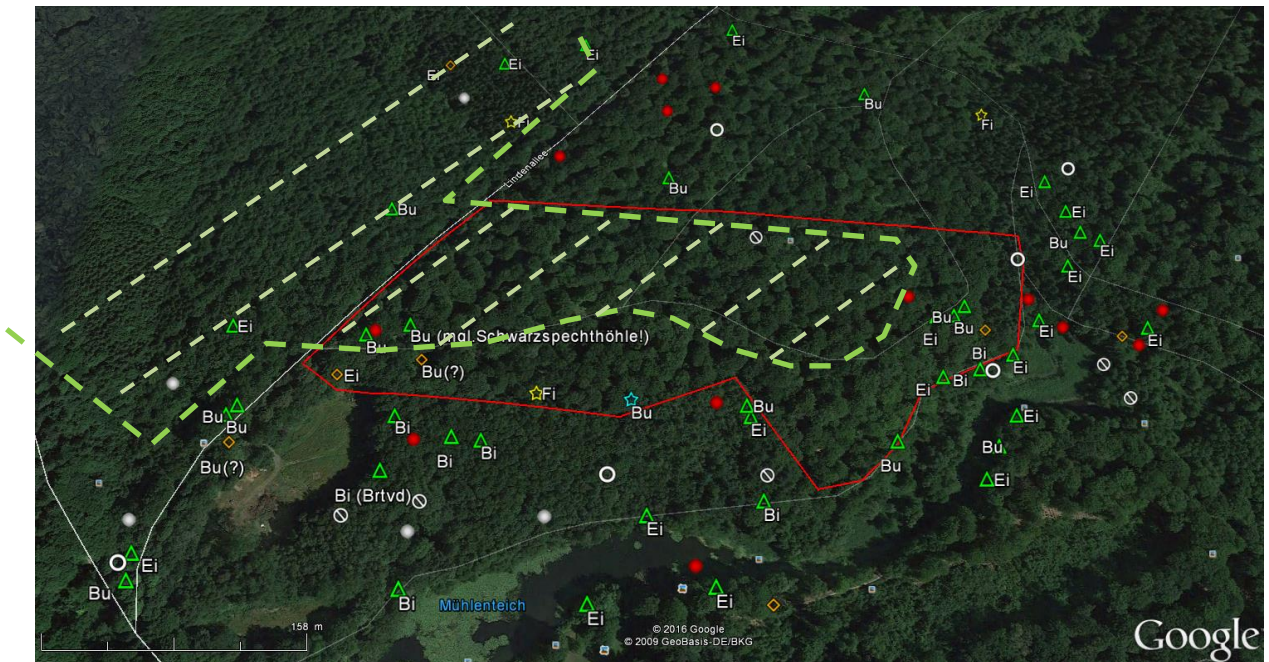 Ei
Ei
Ei
Ei
Fi
Bu
Fi
Lindenallee
Bu
Ei
Bu
Ei
Bu
Ei
Ei
Ei
Bu
Bu (mgl.Schwarzspechthöhle!)
Bu
Bu
Ei
Ei
Ei
Ei
Bu(?)
Bi
Ei
Bi
Ei
Fi
Bu
Bu
Bu
Bu
Ei
Bi
Ei
Bi
Bi
Bu
Bu
Bu(?)
Ei
Bi (Brtvd)
Bi
Ei
Ei
Bu
Bi
Mühlenteich
Ei
Ei
158 m
© 2016 Google
© 2009 GeoBasis-DE/BKG
Google